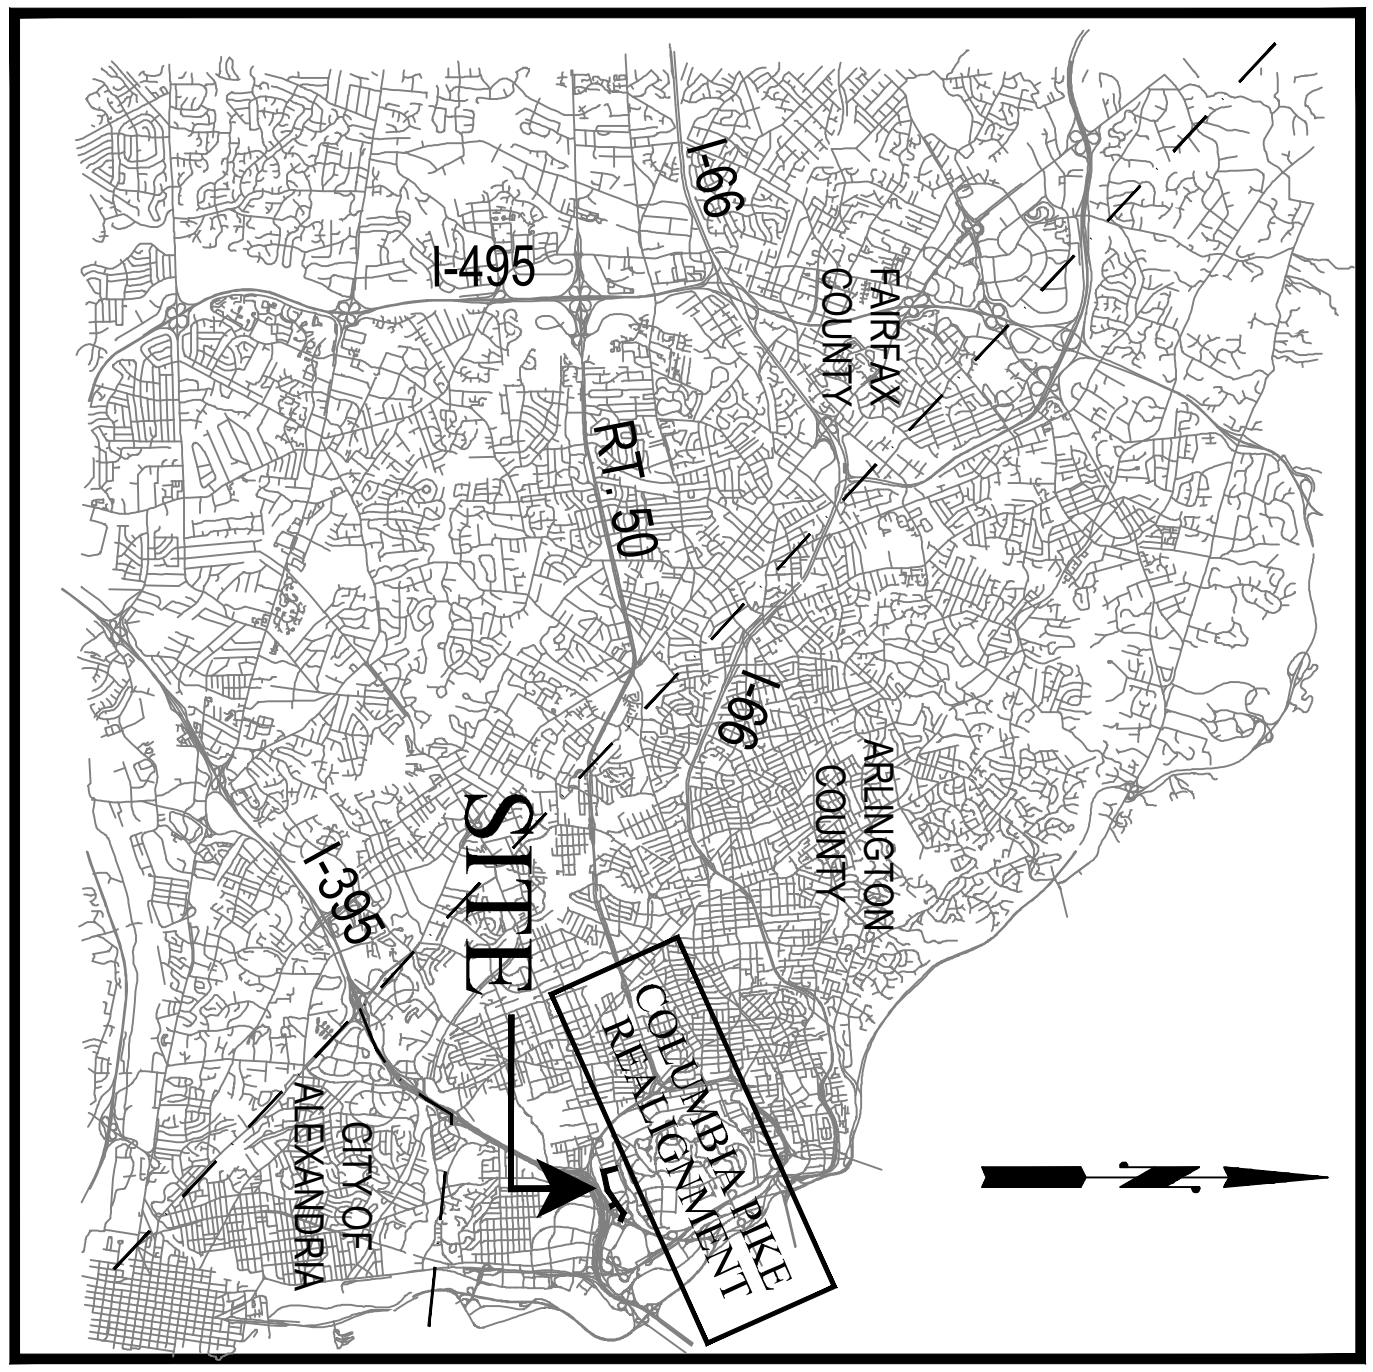 I-66
I-495
FAIRFAX
COUNTY
RT. 50
I-66
ARLINGTON
COUNTY
SITE
I-395
COLUMBIA PIKE
REALIGNMENT
CITY OF
ALEXANDRIA